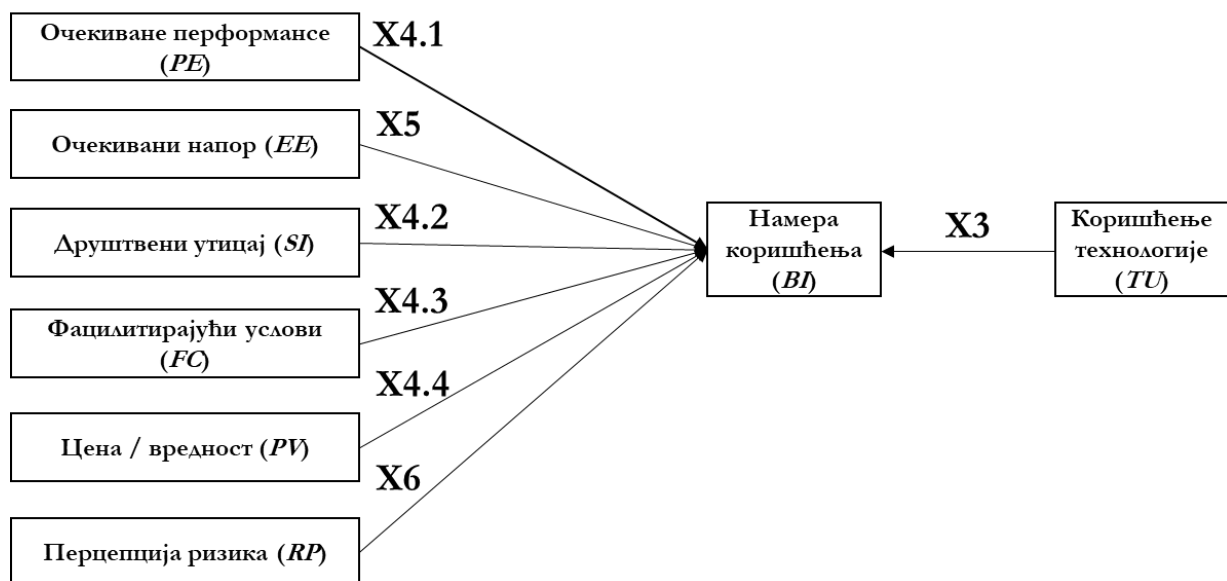 Очекиване перформансе
(PE)
X4.1
Очекивани напор (EE)
X5
Друштвени утицај (SI)
X4.2
Фацилитирајући услови
(FC)
X4.3
Цена / вредност (PV)
X4.4
Перцепција ризика (RP)
X6
Намера
коришћења
(BI)
X3
Коришћење
технологије
(TU)